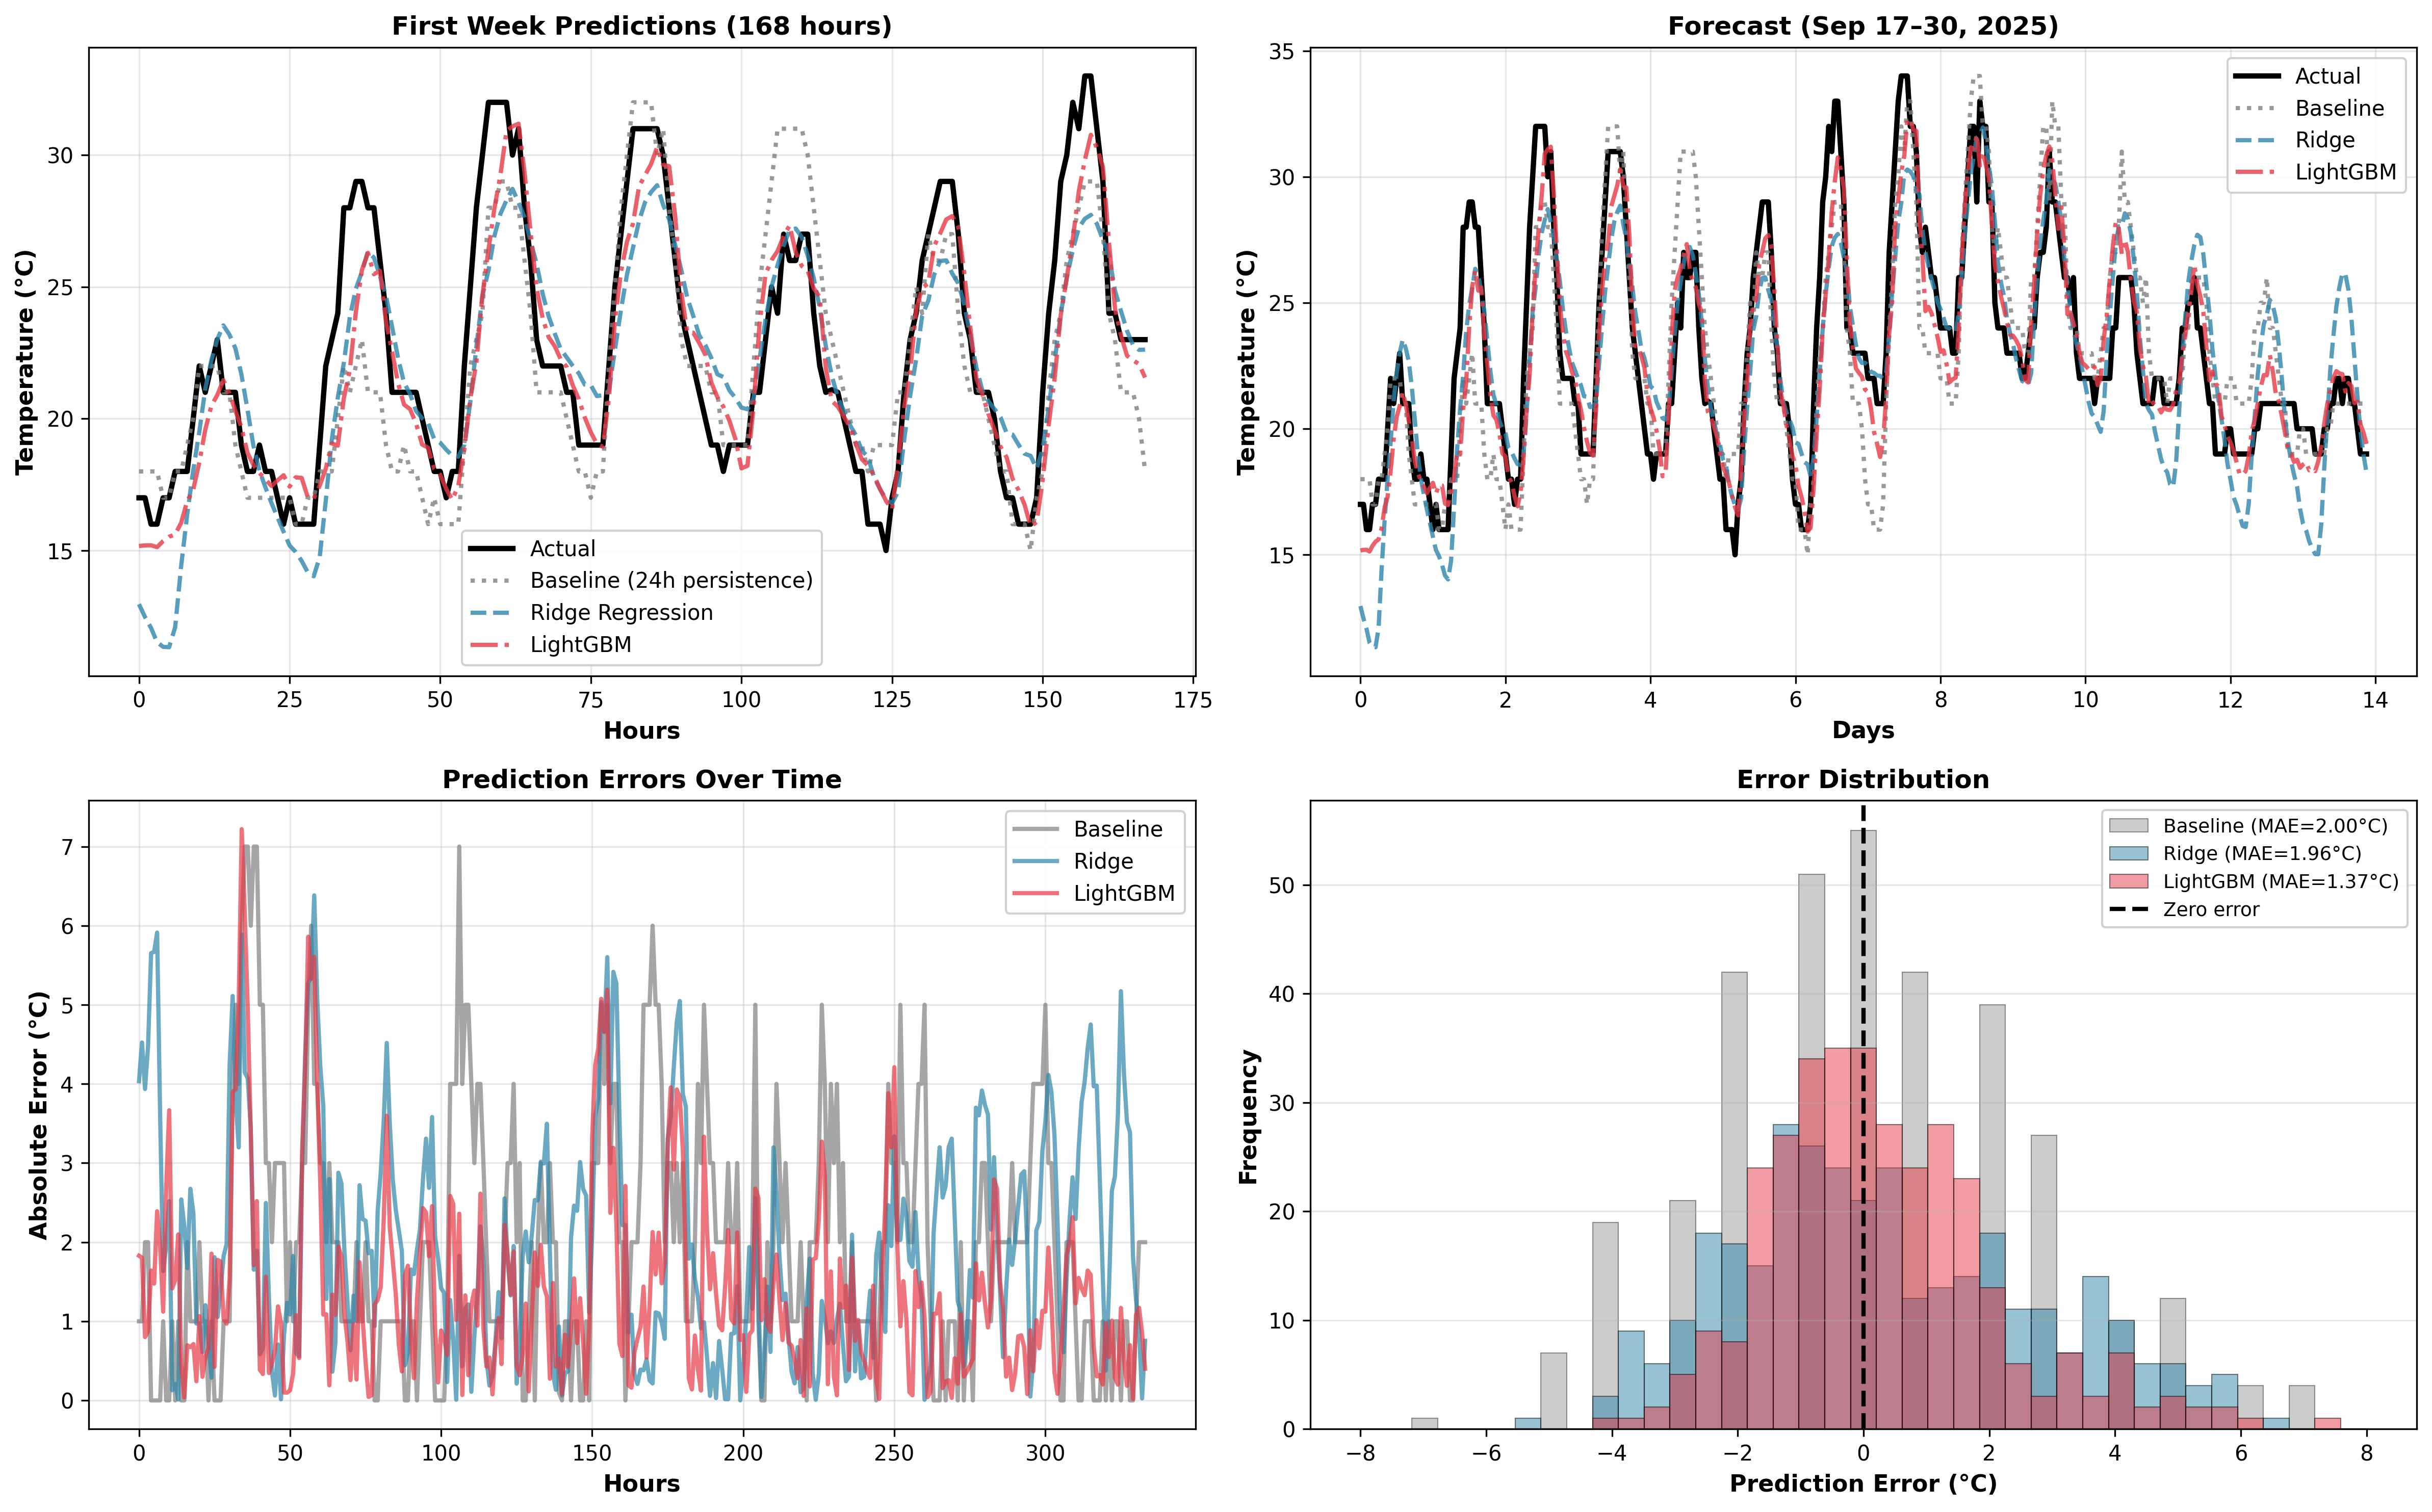 First Week Predictions (168 hours)
Temperature (°C)
30
25
20
15
0 25 50 75 100 125 150 175
Hours
Actual
Baseline (24h persistence)
Ridge Regression
LightGBM
Forecast (Sep 17–30, 2025)
Temperature (°C)
35
30
25
20
15
0 2 4 6 8 10 12 14
Days
Actual
Baseline
Ridge
LightGBM
Prediction Errors Over Time
Absolute Error (°C)
7
6
5
4
3
2
1
0
0 50 100 150 200 250 300
Hours
Baseline
Ridge
LightGBM
Error Distribution
Frequency
50
40
30
20
10
0
−8 −6 −4 −2 0 2 4 6 8
Prediction Error (°C)
Baseline (MAE=2.00°C)
Ridge (MAE=1.96°C)
LightGBM (MAE=1.37°C)
Zero error